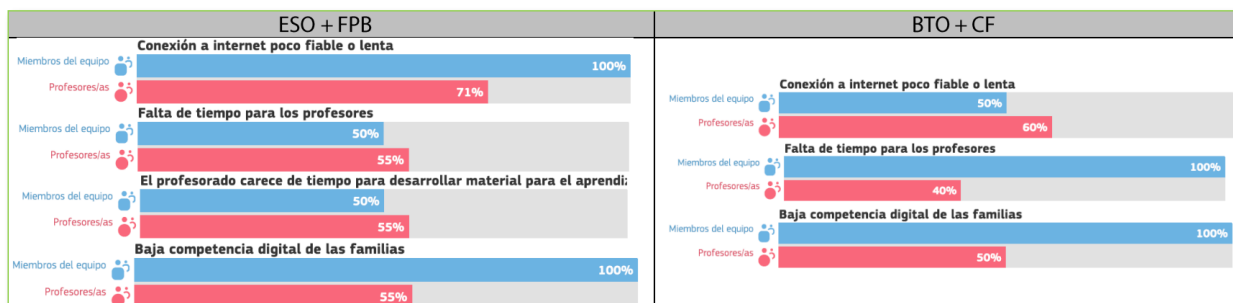 ESO + FPB
Conexión a internet poco fiable o lenta
Miembros del equipo 100%
Profesores/as 71%
Falta de tiempo para los profesores
Miembros del equipo 50%
Profesores/as 55%
El profesorado carece de tiempo para desarrollar material para el aprendiz
Miembros del equipo 50%
Profesores/as 55%
Baja competencia digital de las familias
Miembros del equipo 100%
Profesores/as 55%
BTO + CF
Conexión a internet poco fiable o lenta
Miembros del equipo 50%
Profesores/as 60%
Falta de tiempo para los profesores
Miembros del equipo 100%
Profesores/as 40%
Baja competencia digital de las familias
Miembros del equipo 100%
Profesores/as 50%